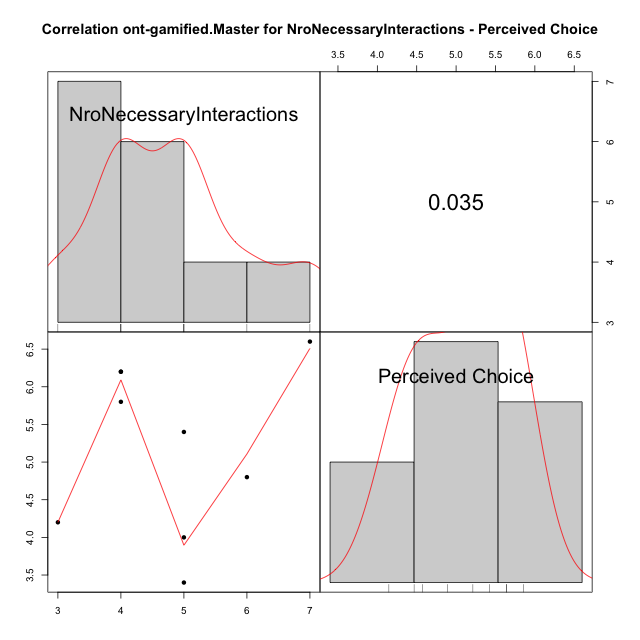 Correlation ont-gamified.Master for NroNecessaryInteractions - Perceived Choice
3.5 4.0 4.5 5.0 5.5 6.0 6.5
NroNecessaryInteractions
0.035
7
6
5
4
3
Perceived Choice
6.5
6.0
5.5
5.0
4.5
4.0
3.5
3 4 5 6 7